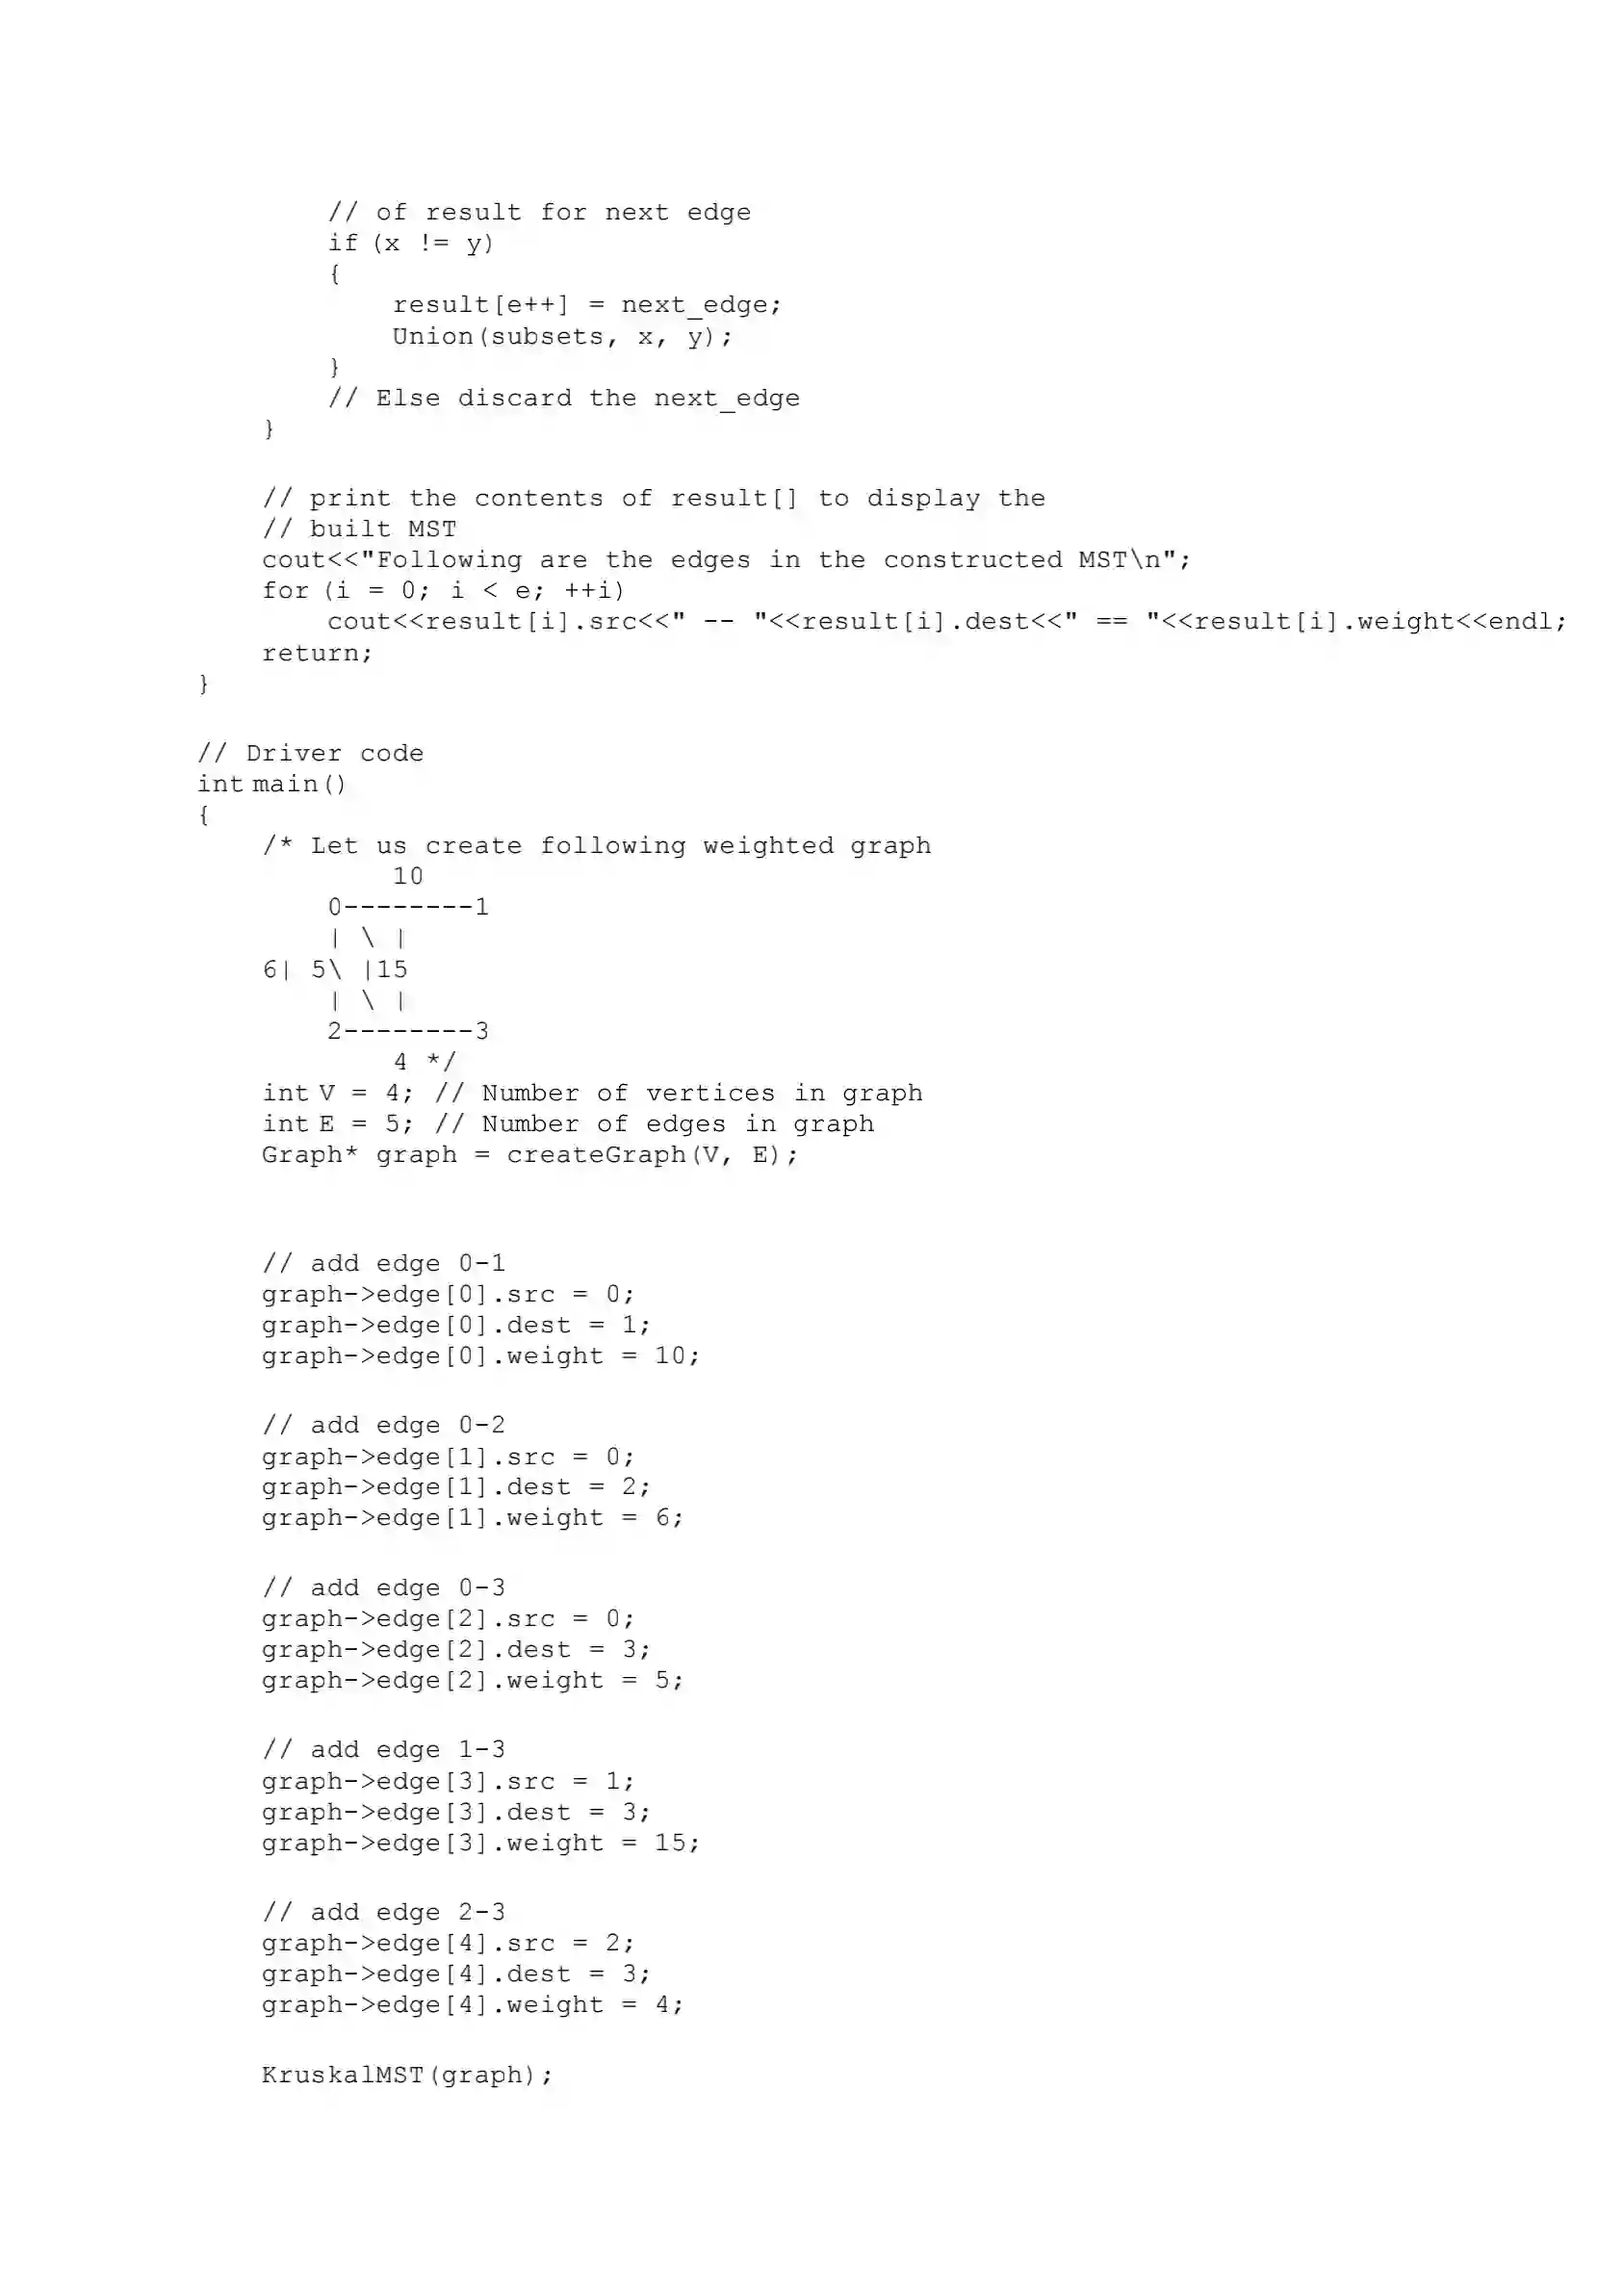 // of result for next edge
if (x != y)
{
result[e++] = next_edge;
Union(subsets, x, y);
}
// Else discard the next_edge
}
// print the contents of result[] to display the
// built MST
cout<<"Following are the edges in the constructed MST\n";
for (i = 0; i < e; ++i)
cout<<result[i].src<<" -- "<<result[i].dest<<" == "<<result[i].weight<<endl;
return;
}
// Driver code
int main()
{
/* Let us create following weighted graph
10
0--------1
| \ |
6| 5\ |15
| \ |
2--------3
4 */
int V = 4; // Number of vertices in graph
int E = 5; // Number of edges in graph
Graph* graph = createGraph(V, E);
// add edge 0-1
graph->edge[0].src = 0;
graph->edge[0].dest = 1;
graph->edge[0].weight = 10;
// add edge 0-2
graph->edge[1].src = 0;
graph->edge[1].dest = 2;
graph->edge[1].weight = 6;
// add edge 0-3
graph->edge[2].src = 0;
graph->edge[2].dest = 3;
graph->edge[2].weight = 5;
// add edge 1-3
graph->edge[3].src = 1;
graph->edge[3].dest = 3;
graph->edge[3].weight = 15;
// add edge 2-3
graph->edge[4].src = 2;
graph->edge[4].dest = 3;
graph->edge[4].weight = 4;
KruskalMST(graph);